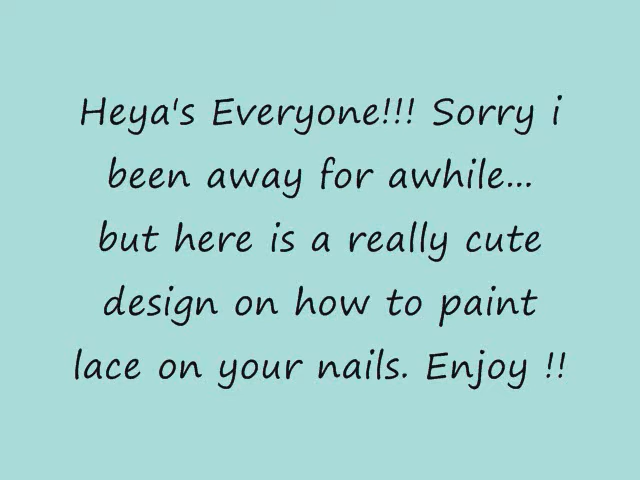 Heya's Everyone!!! Sorry i
been away for awhile...
but here is a really cute
design on how to paint
lace on your nails. Enjoy !!